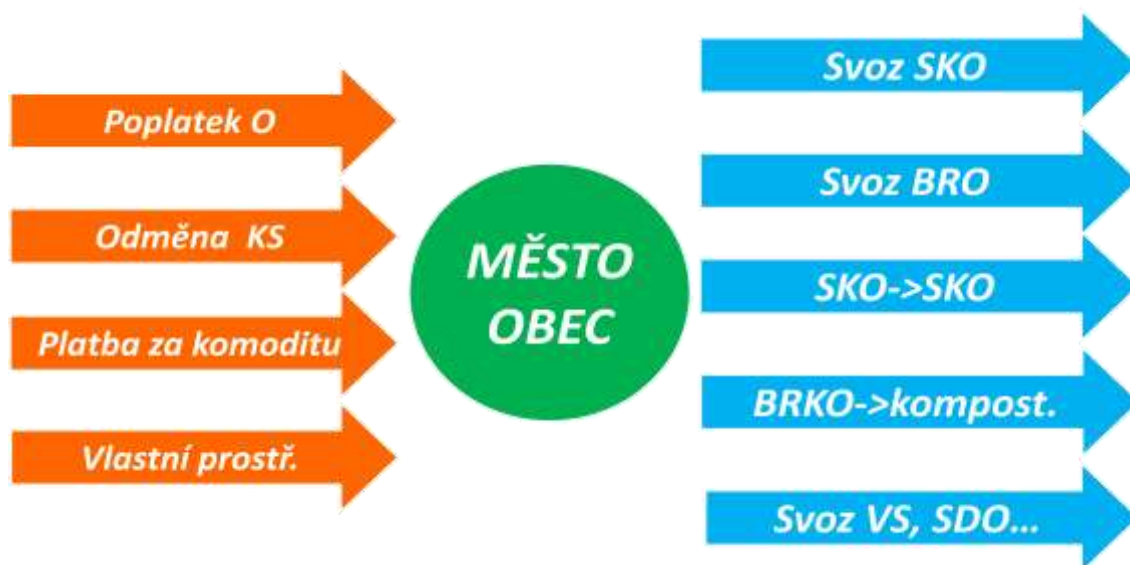 Poplatek O
Odměna KS
Platba za komoditu
Vlastní prostř.
MĚSTO
OBEC
Svoz SKO
Svoz BRO
SKO->SKO
BRKO->kompost.
Svoz VS, SDO...